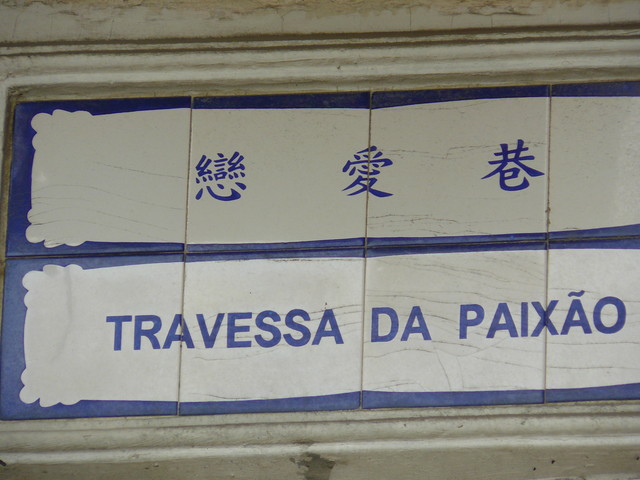 戀愛巷
TRAVESSA DA PAIXÃO